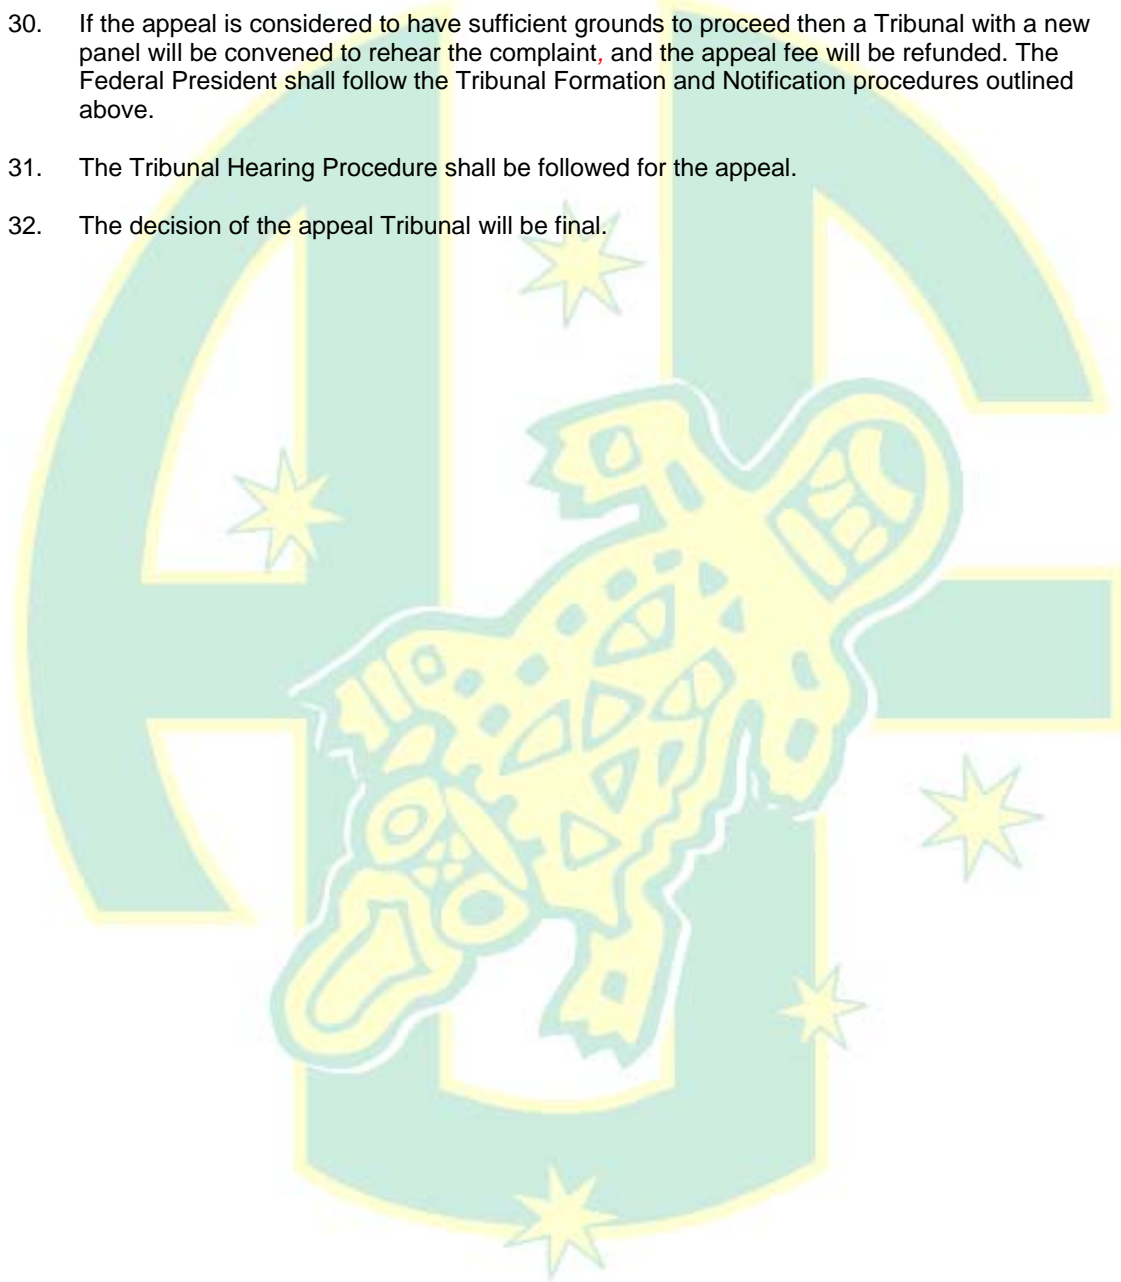 30. If the appeal is considered to have sufficient grounds to proceed then a Tribunal with a new
panel will be convened to rehear the complaint, and the appeal fee will be refunded. The
Federal President shall follow the Tribunal Formation and Notification procedures outlined
above.
31. The Tribunal Hearing Procedure shall be followed for the appeal.
32. The decision of the appeal Tribunal will be final.